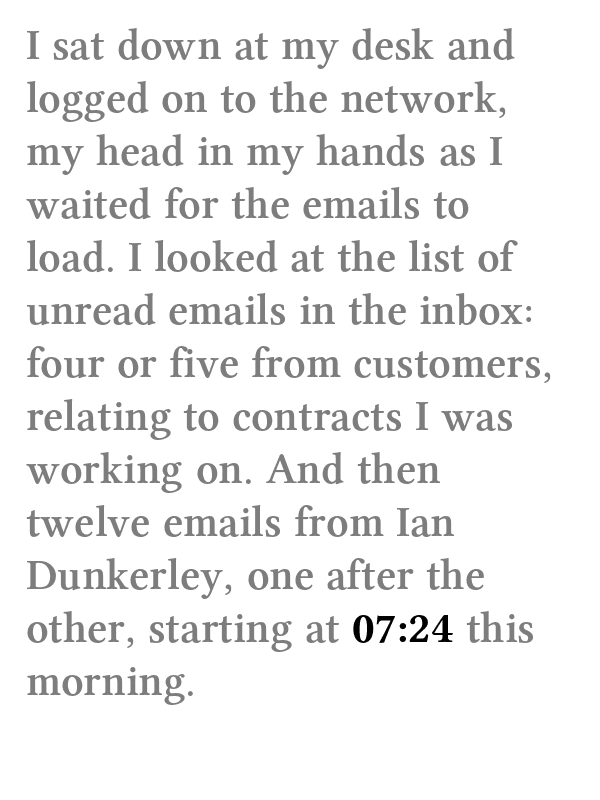 I sat down at my desk and
logged on to the network,
my head in my hands as I
waited for the emails to
load. I looked at the list of
unread emails in the inbox:
four or five from customers,
relating to contracts I was
working on. And then
twelve emails from Ian
Dunkerley, one after the
other, starting at 07:24 this
morning.